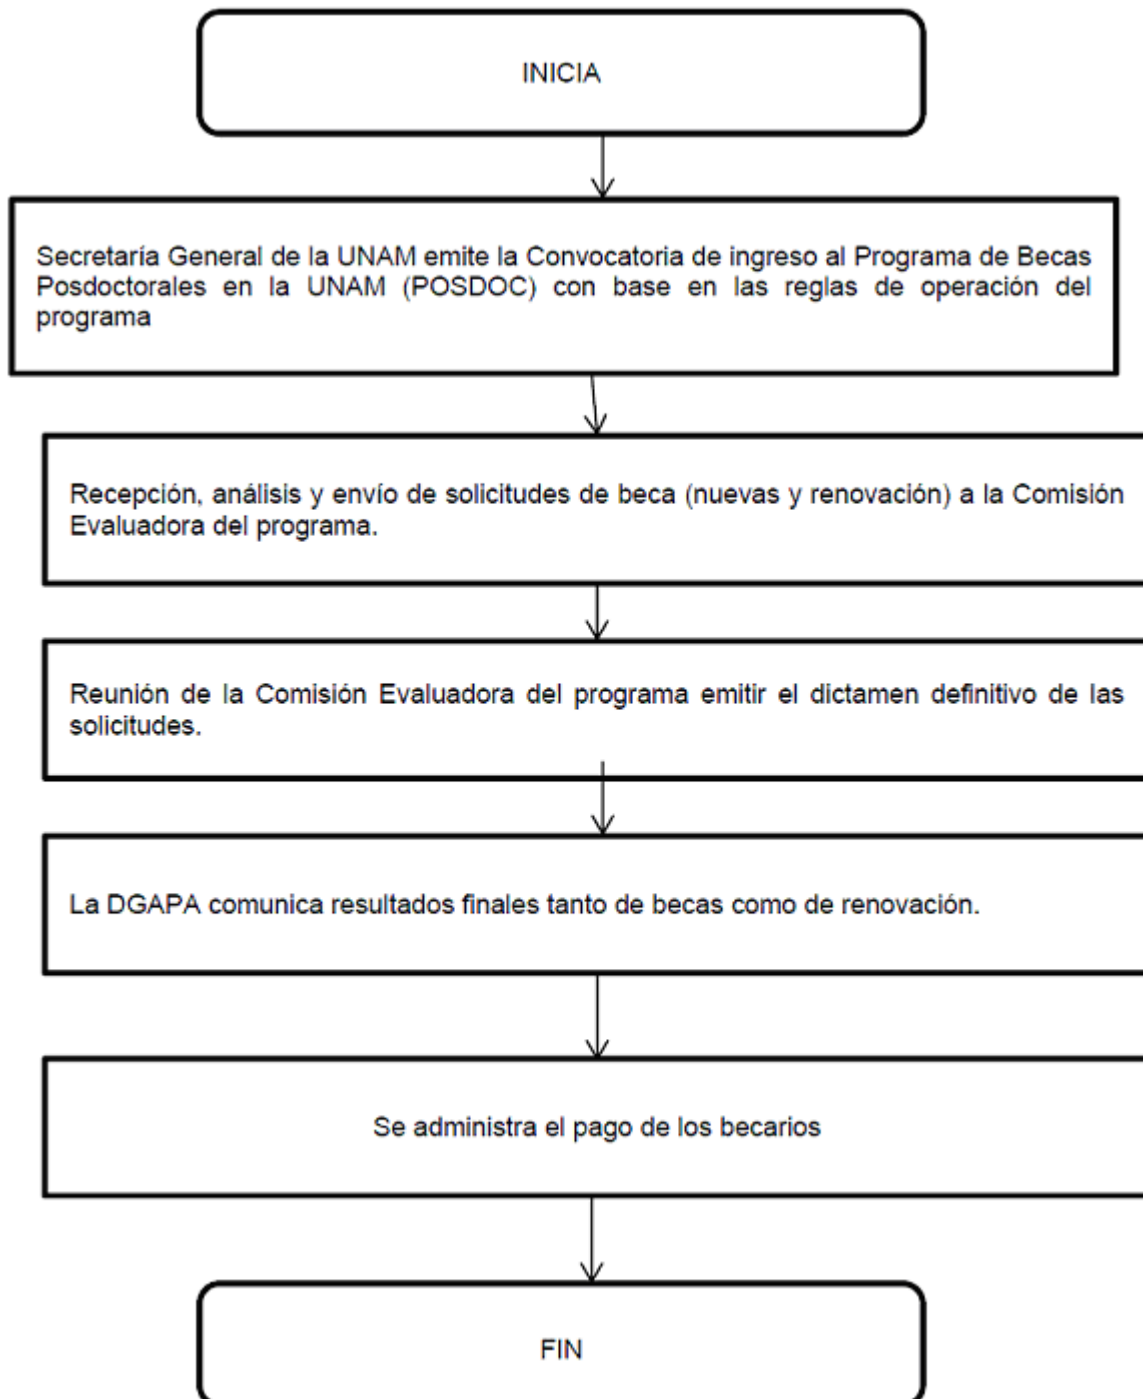 INICIA
Secretaría General de la UNAM emite la Convocatoria de ingreso al Programa de Becas
Posdoctorales en la UNAM (POSDOC) con base en las reglas de operación del
programa
Recepción, análisis y envío de solicitudes de beca (nuevas y renovación) a la Comisión
Evaluadora del programa.
Reunión de la Comisión Evaluadora del programa emitir el dictamen definitivo de las
solicitudes.
La DGAPA comunica resultados finales tanto de becas como de renovación.
Se administra el pago de los becarios
FIN